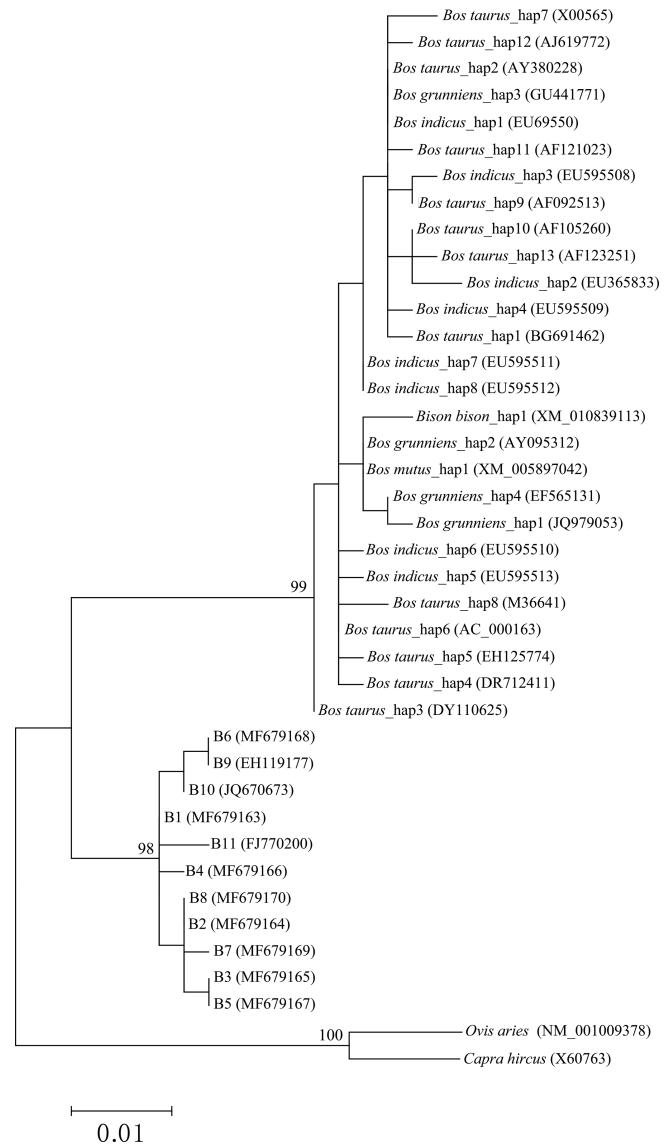 Bos taurus_hap7 (X00565)
Bos taurus_hap12 (AJ619772)
Bos taurus_hap2 (AY380228)
Bos grunniens_hap3 (GU441771)
Bos indicus_hap1 (EU69550)
Bos taurus_hap11 (AF121023)
Bos indicus_hap3 (EU595508)
Bos taurus_hap9 (AF092513)
Bos taurus_hap10 (AF105260)
Bos taurus_hap13 (AF123251)
Bos indicus_hap2 (EU365833)
Bos indicus_hap4 (EU595509)
Bos taurus_hap1 (BG691462)
Bos indicus_hap7 (EU595511)
Bos indicus_hap8 (EU595512)
Bison bison_hap1 (XM_010839113)
Bos grunniens_hap2 (AY095312)
Bos mutus_hap1 (XM_005897042)
Bos grunniens_hap4 (EF565131)
Bos grunniens_hap1 (JQ979053)
Bos indicus_hap6 (EU595510)
Bos indicus_hap5 (EU595513)
99
Bos taurus_hap8 (M36641)
Bos taurus_hap6 (AC_000163)
Bos taurus_hap5 (EH125774)
Bos taurus_hap4 (DR712411)
Bos taurus_hap3 (DY110625)
B6 (MF679168)
B9 (EH119177)
B10 (JQ670673)
B1 (MF679163)
B11 (FJ770200)
98
B4 (MF679166)
B8 (MF679170)
B2 (MF679164)
B7 (MF679169)
B3 (MF679165)
B5 (MF679167)
100
Ovis aries (NM_001009378)
Capra hircus (X60763)
0.01